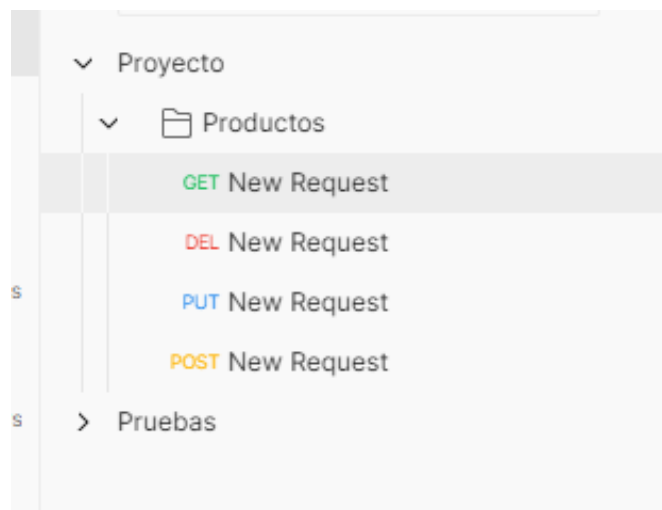 Proyecto
Productos
GET New Request
DEL New Request
PUT New Request
POST New Request
Pruebas
s
s